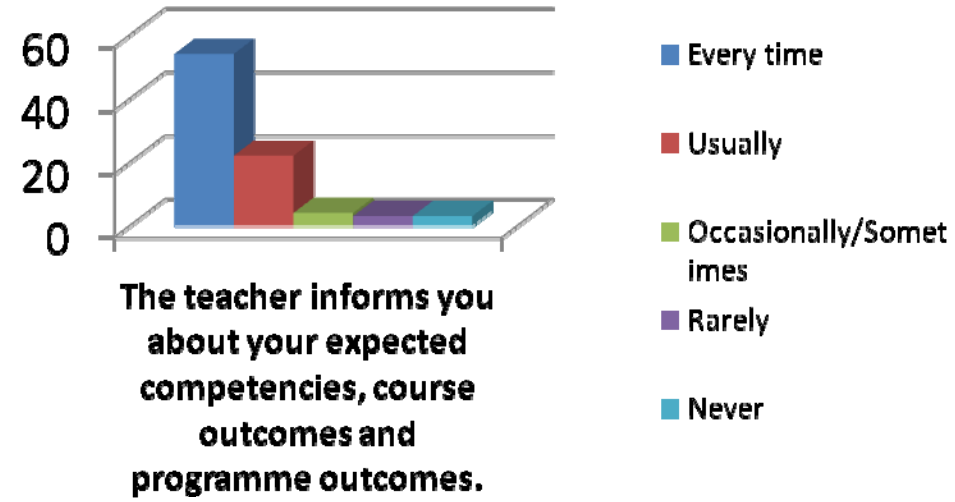 60
40
20
0
The teacher informs you
about your expected
competencies, course
outcomes and
programme outcomes.
Every time
Usually
Occasionally/Somet
imes
Rarely
Never